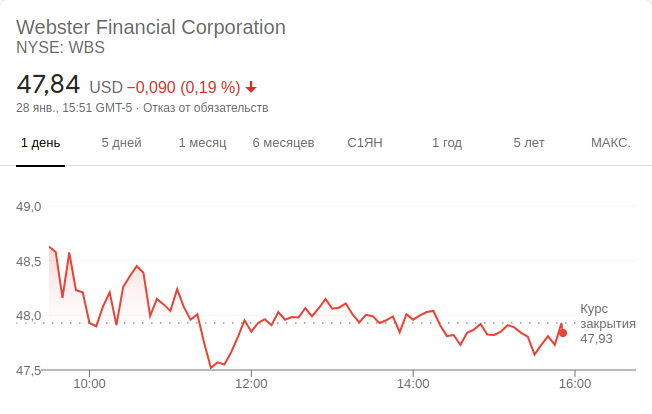 Webster Financial Corporation
NYSE: WBS
47,84 USD −0,090 (0,19 %)
28 янв., 15:51 GMT-5 · Отказ от обязательств
1 день 5 дней 1 месяц 6 месяцев С1ЯН 1 год 5 лет МАКС.
49,0
48,5
48,0
47,5
Курс
закрытия
47,93
10:00 12:00 14:00 16:00